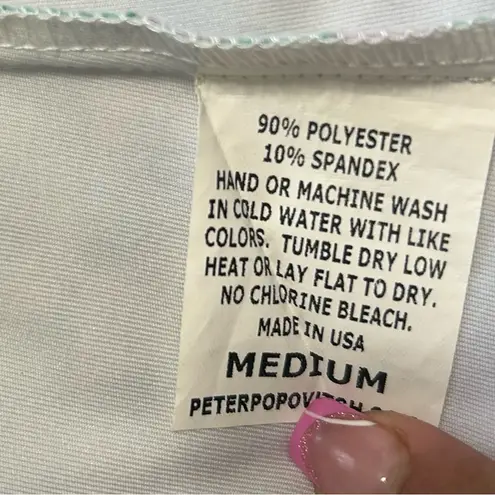 90% POLYESTER
10% SPANDEX
HAND OR MACHINE WASH
IN COLD WATER WITH LIKE
COLORS. TUMBLE DRY LOW
HEAT OR LAY FLAT TO DRY.
NO CHLORINE BLEACH.
MADE IN USA
MEDIUM